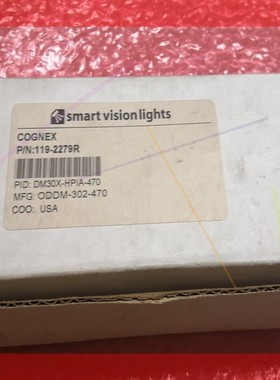 smart vision lights
COGNEX
P/N:119-2279R
PID: DM30X-HPIA-470
MFG: ODDM-302-470
COO: USA